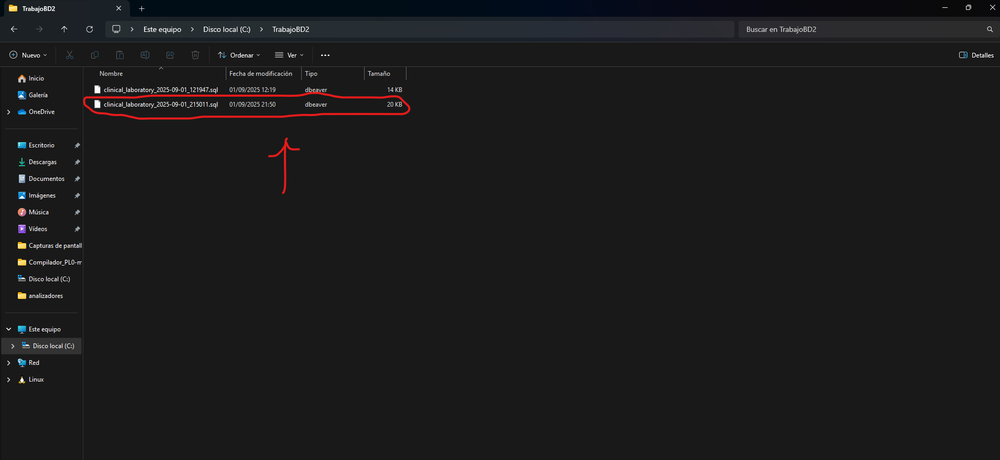 TrabajoBD2
Este equipo
Disco local (C:)
TrabajoBD2
Buscar en TrabajoBD2
Nuevo
Ordenar
Ver
Detalles
Nombre
Fecha de modificación
Tipo
Tamaño
clinical_laboratory_2025-09-01_121947.sql
01/09/2025 12:19
dbeaver
14 KB
clinical_laboratory_2025-09-01_215011.sql
01/09/2025 21:50
dbeaver
20 KB
Inicio
Galería
OneDrive
Escritorio
Descargas
Documentos
Imágenes
Música
Vídeos
Capturas de pantall
Compilador_PL0-m
Disco local (C:)
analizadores
Este equipo
Disco local (C:)
Red
Linux